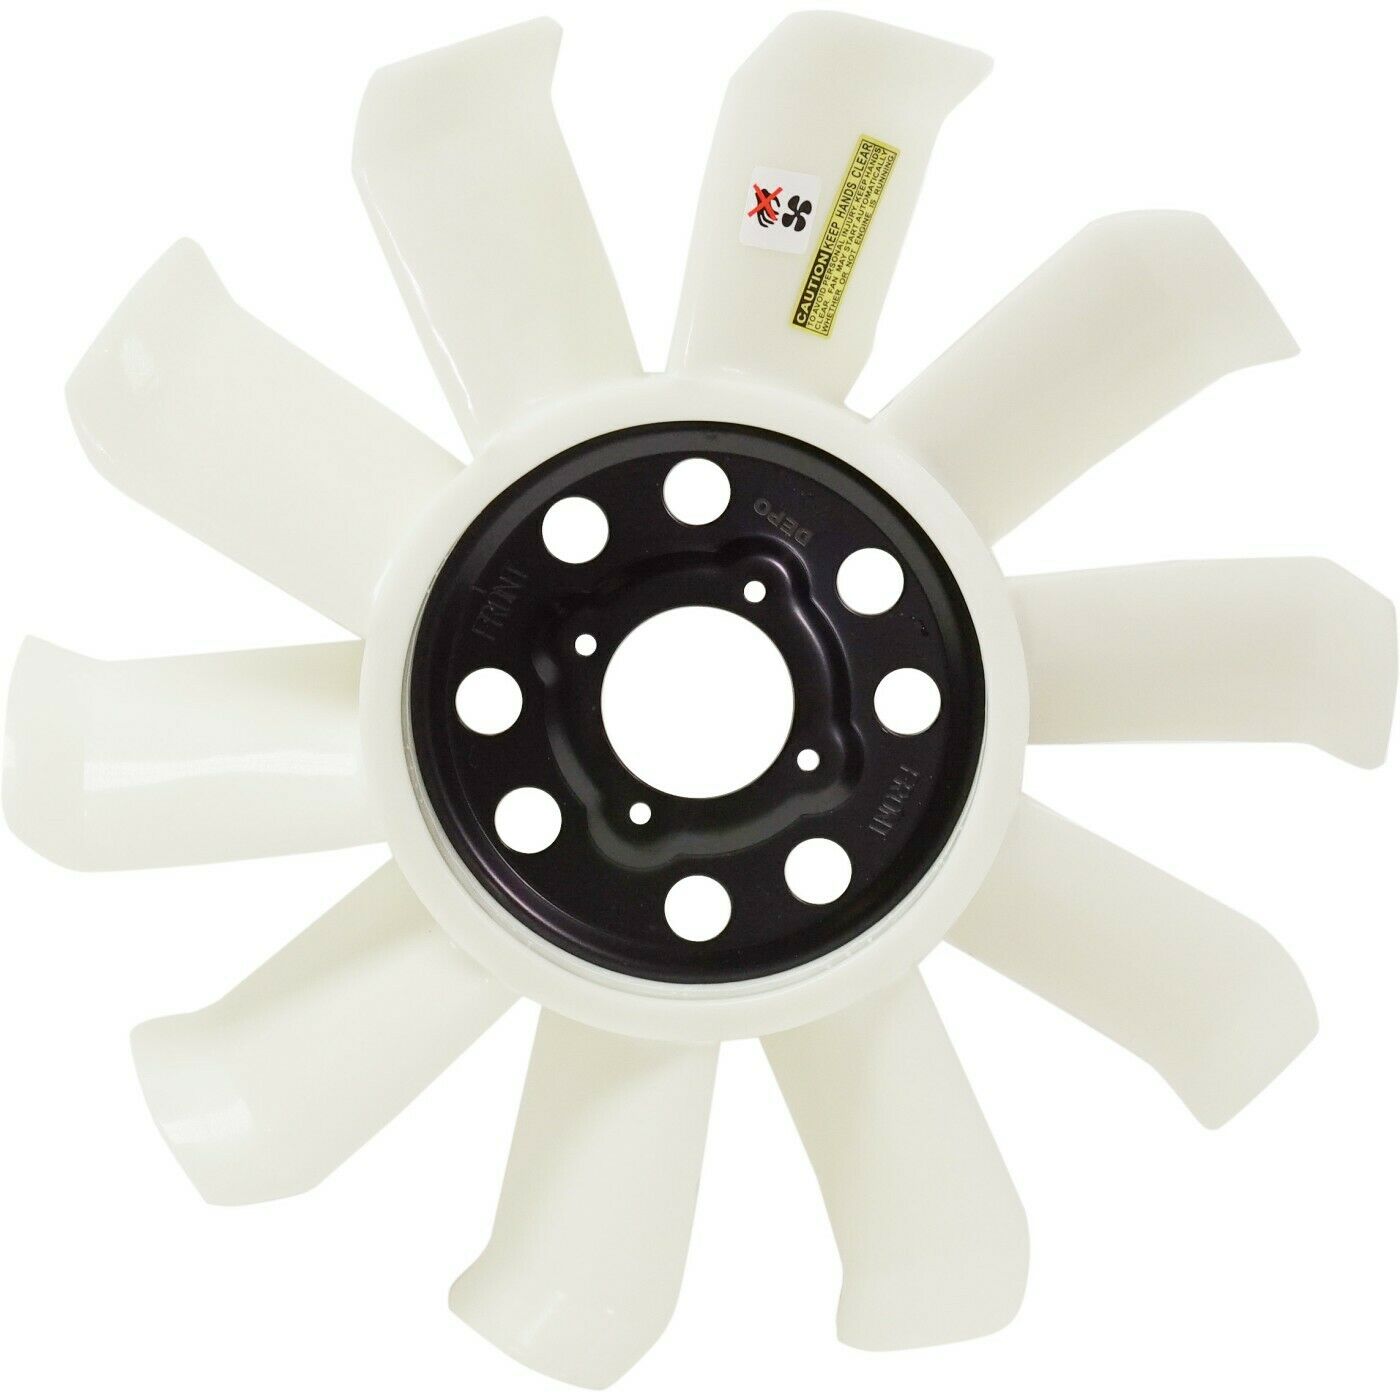 CAUTION KEEP HANDS CLEAR
TO AVOID PERSONAL INJURY, KEEP HANDS
CLEAR. FAN MAY START AUTOMATICALLY
WHETHER OR NOT ENGINE IS RUNNING
DEPO
FRONT
FRONT